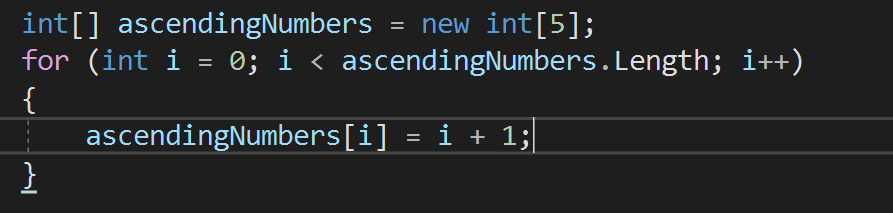 int[] ascendingNumbers = new int[5];
for (int i = 0; i < ascendingNumbers.Length; i++)
{
    ascendingNumbers[i] = i + 1;
}